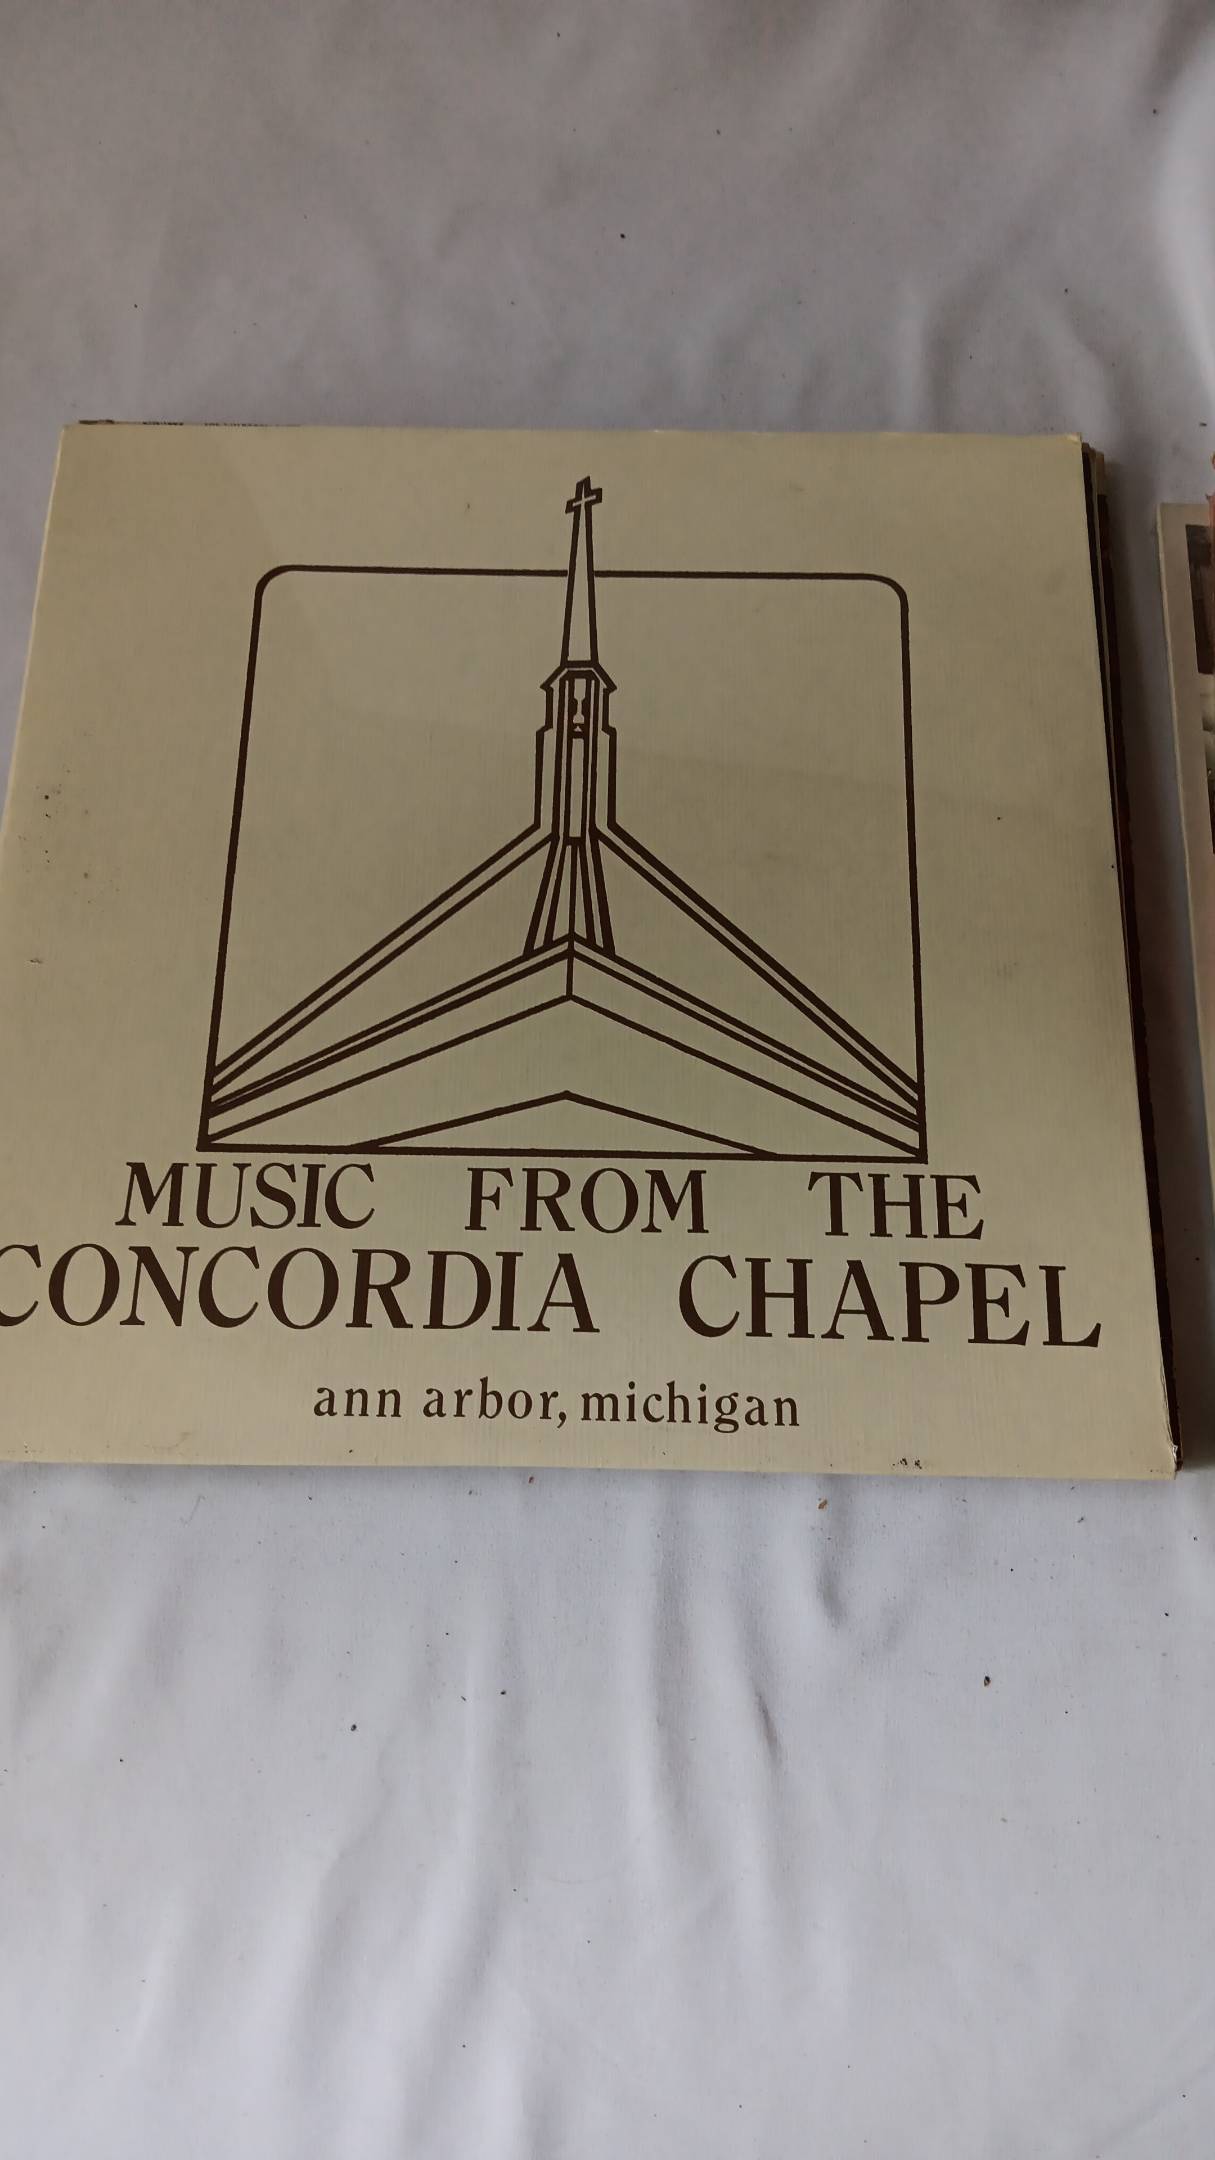 MUSIC FROM THE
CONCORDIA CHAPEL
ann arbor, michigan